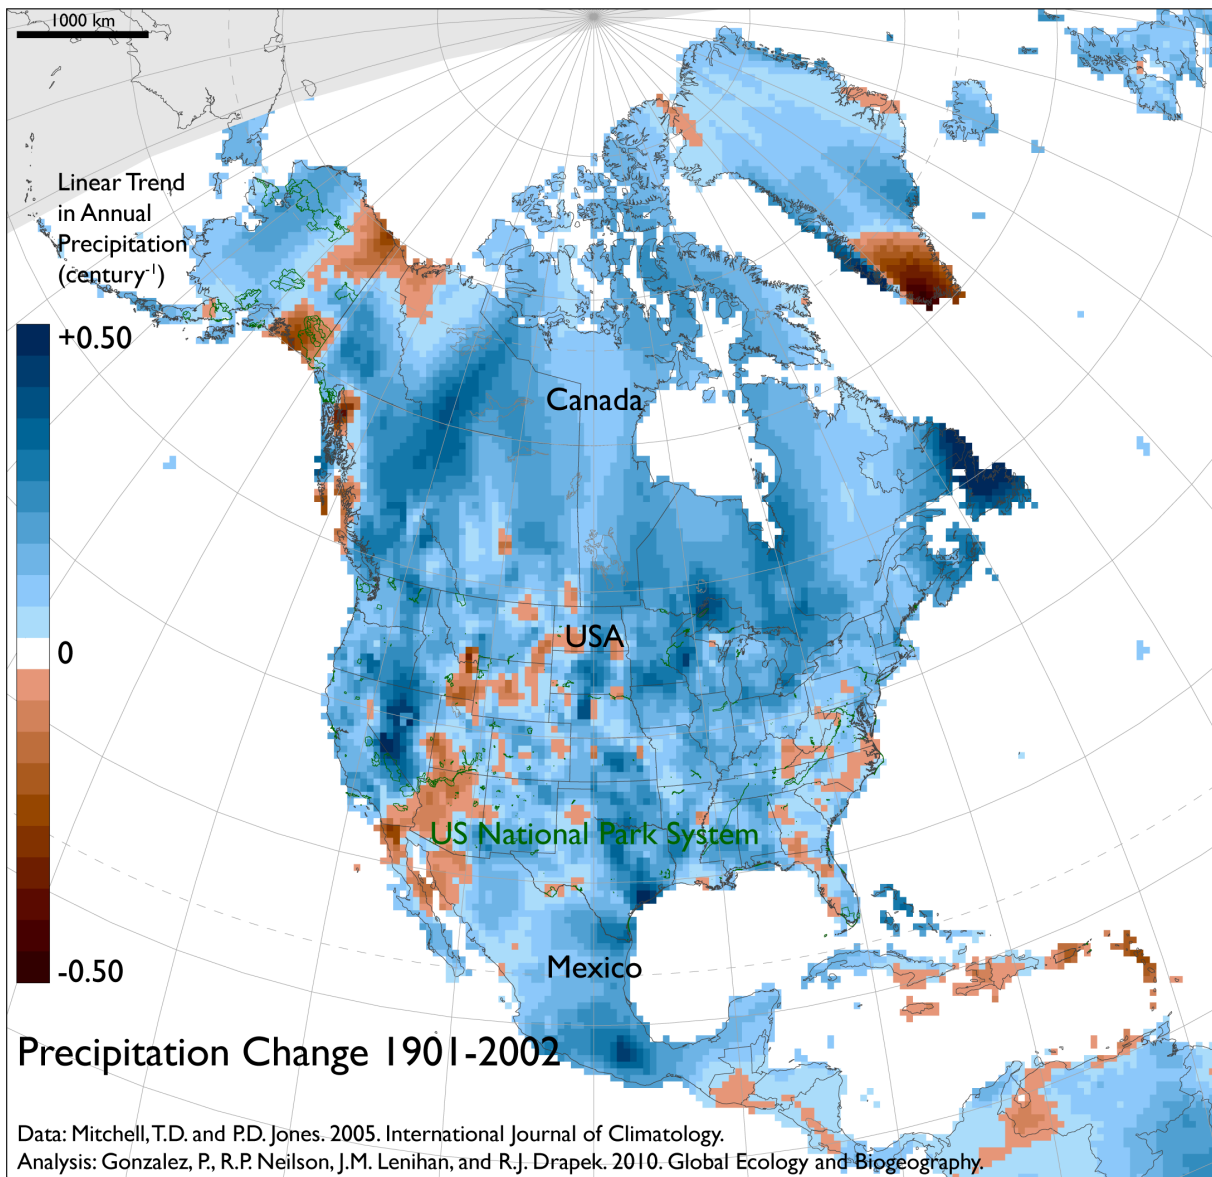 1000 km
Linear Trend
in Annual
Precipitation
(century-1)
+0.50
0
-0.50
Canada
USA
US National Park System
Mexico
Precipitation Change 1901-2002
Data: Mitchell, T.D. and P.D. Jones. 2005. International Journal of Climatology.
Analysis: Gonzalez, P., R.P. Neilson, J.M. Lenihan, and R.J. Drapek. 2010. Global Ecology and Biogeography.